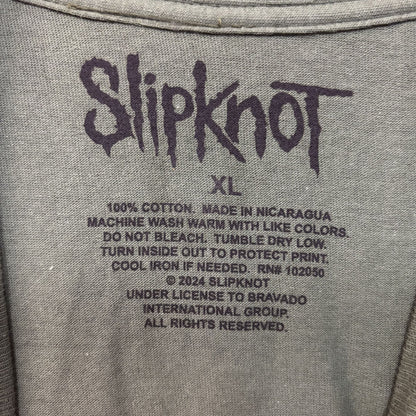 SlipKnoT
XL
100% COTTON. MADE IN NICARAGUA
MACHINE WASH WARM WITH LIKE COLORS.
DO NOT BLEACH. TUMBLE DRY LOW.
TURN INSIDE OUT TO PROTECT PRINT.
COOL IRON IF NEEDED. RN# 102050
© 2024 SLIPKNOT
UNDER LICENSE TO BRAVADO
INTERNATIONAL GROUP.
ALL RIGHTS RESERVED.